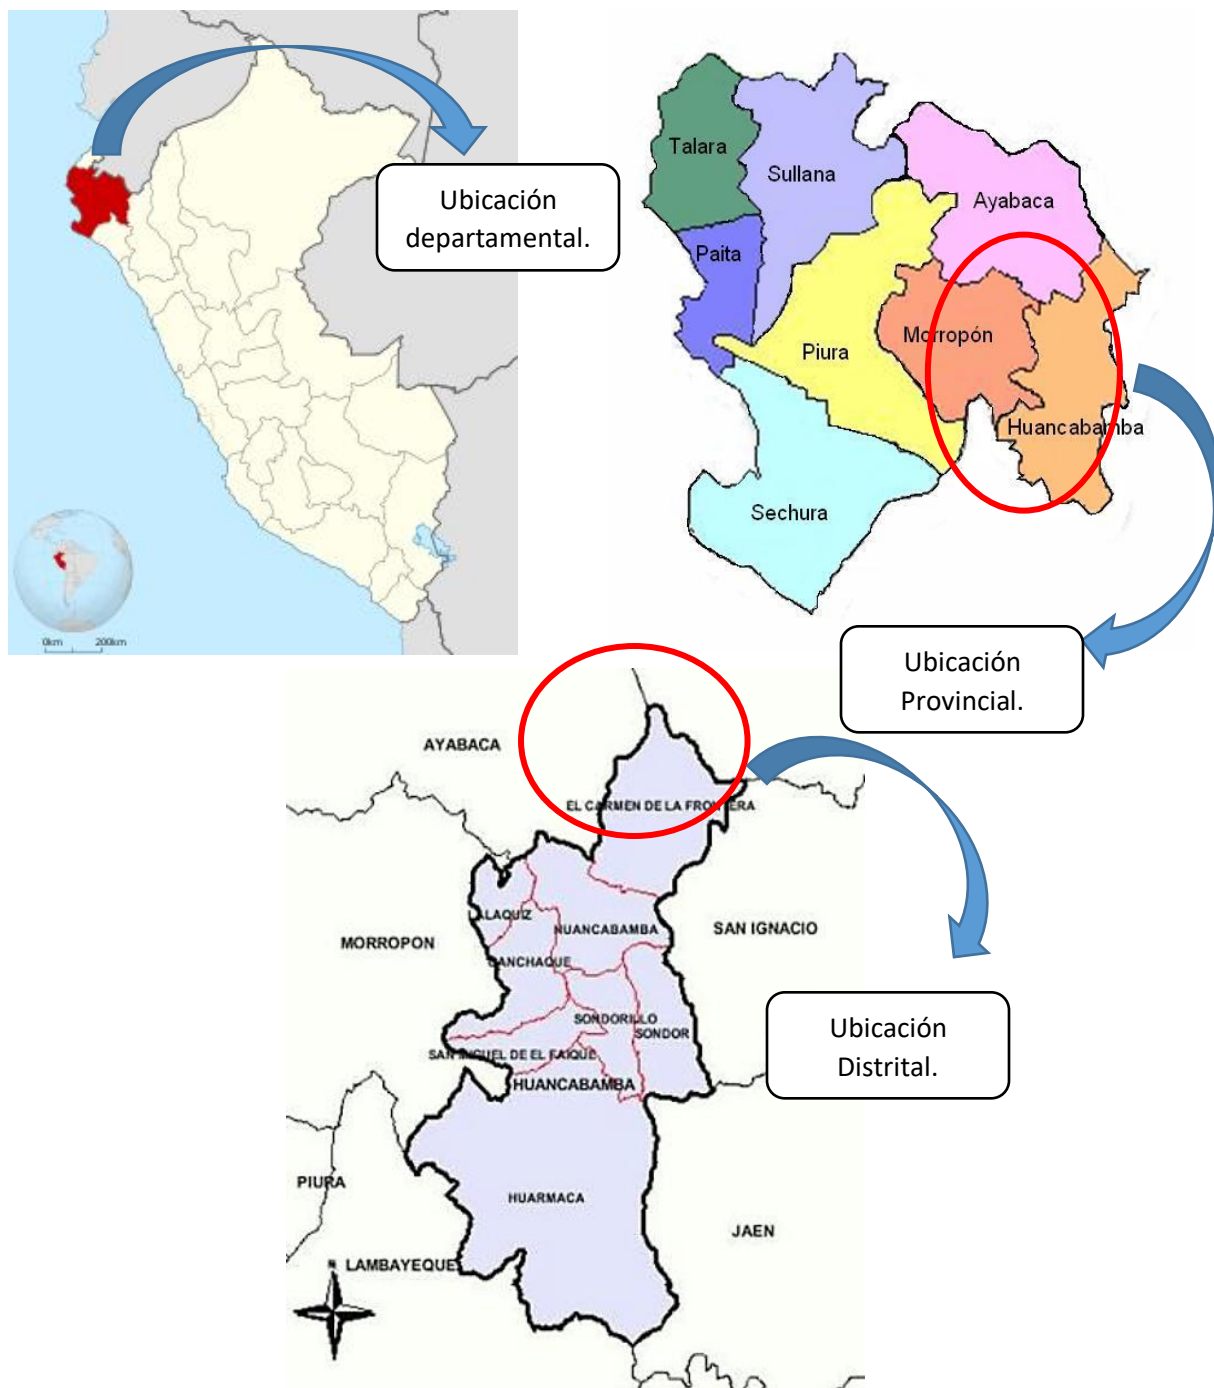 Ubicación
departamental.
0km 200km
Talara
Sullana
Ayabaca
Paita
Morropón
Piura
Huancabamba
Sechura
Ubicación
Provincial.
AYABACA
EL CARMEN DE LA FRONTERA
LALAQUIZ
HUANCABAMBA
SAN IGNACIO
MORROPON
CANCHAQUE
SONDORILLO
SONDOR
SAN MIGUEL DE EL FAIQUE
HUANCABAMBA
Ubicación
Distrital.
PIURA
HUARMACA
JAEN
N
LAMBAYEQUE